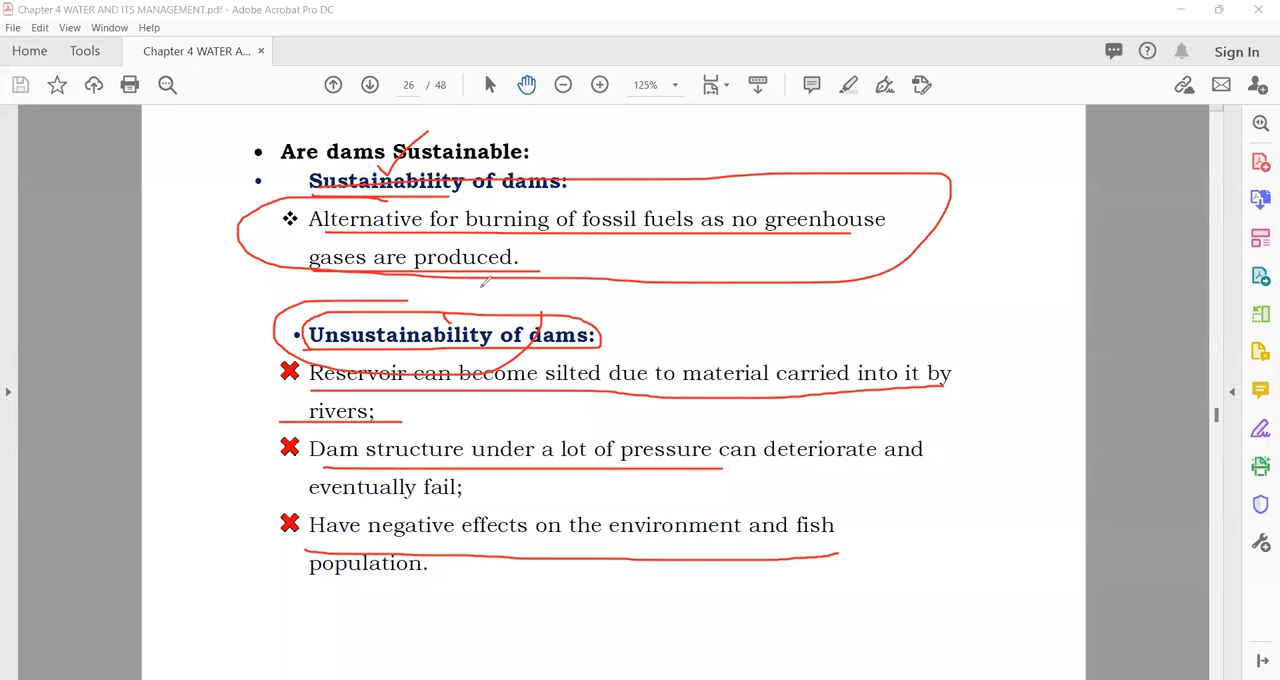 Chapter 4 WATER AND ITS MANAGEMENT.pdf - Adobe Acrobat Pro DC
File Edit View Window Help
Home Tools Chapter 4 WATER A... × Sign In
26 / 48 125%
• Are dams Sustainable:
• Sustainability of dams:
❖ Alternative for burning of fossil fuels as no greenhouse
gases are produced.
• Unsustainability of dams:
Reservoir can become silted due to material carried into it by
rivers;
Dam structure under a lot of pressure can deteriorate and
eventually fail;
Have negative effects on the environment and fish
population.